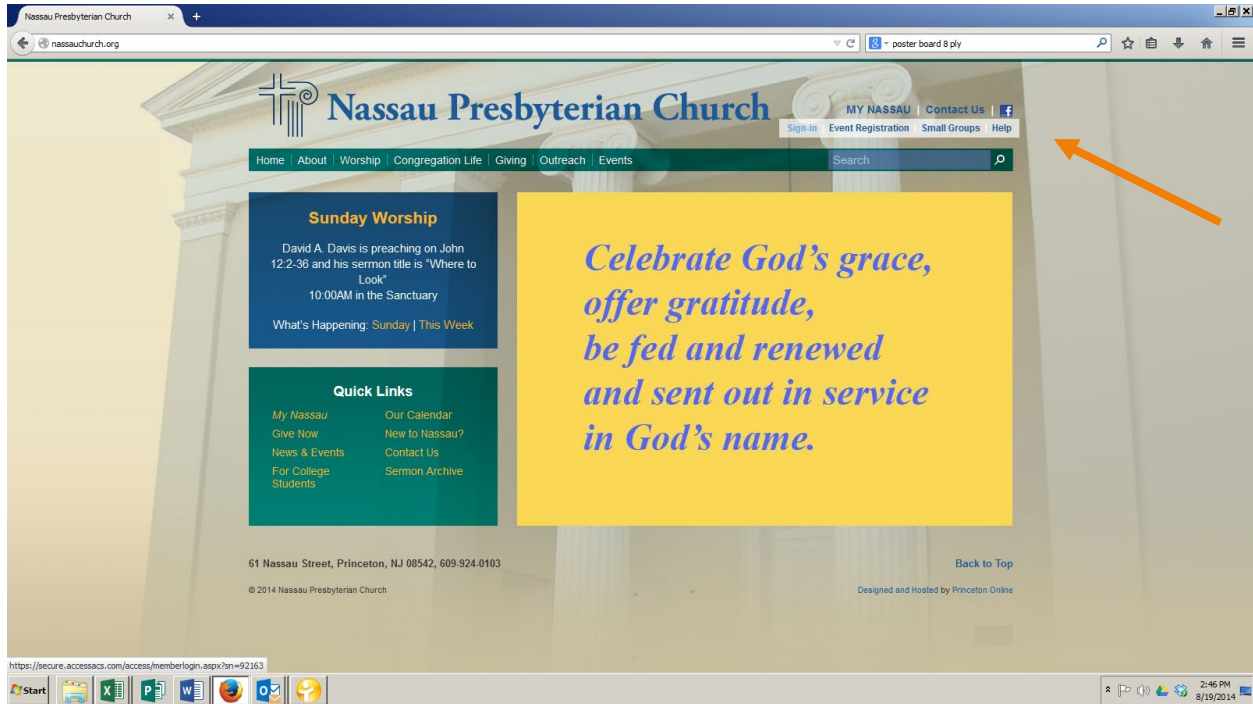 Nassau Presbyterian Church
nassauchurch.org
poster board 8 ply
Nassau Presbyterian Church
MY NASSAU | Contact Us |
Sign-in Event Registration Small Groups Help
Home | About | Worship | Congregation Life | Giving | Outreach | Events
Search
Sunday Worship
David A. Davis is preaching on John
12:2-36 and his sermon title is "Where to
Look"
10:00AM in the Sanctuary
What's Happening: Sunday | This Week
Celebrate God's grace,
offer gratitude,
be fed and renewed
and sent out in service
in God's name.
Quick Links
My Nassau
Give Now
News & Events
For College
Students
Our Calendar
New to Nassau?
Contact Us
Sermon Archive
61 Nassau Street, Princeton, NJ 08542, 609-924-0103
Back to Top
© 2014 Nassau Presbyterian Church
Designed and Hosted by Princeton Online
https://secure.accessacs.com/access/memberlogin.aspx?sn=92163
Start
2:46 PM
8/19/2014